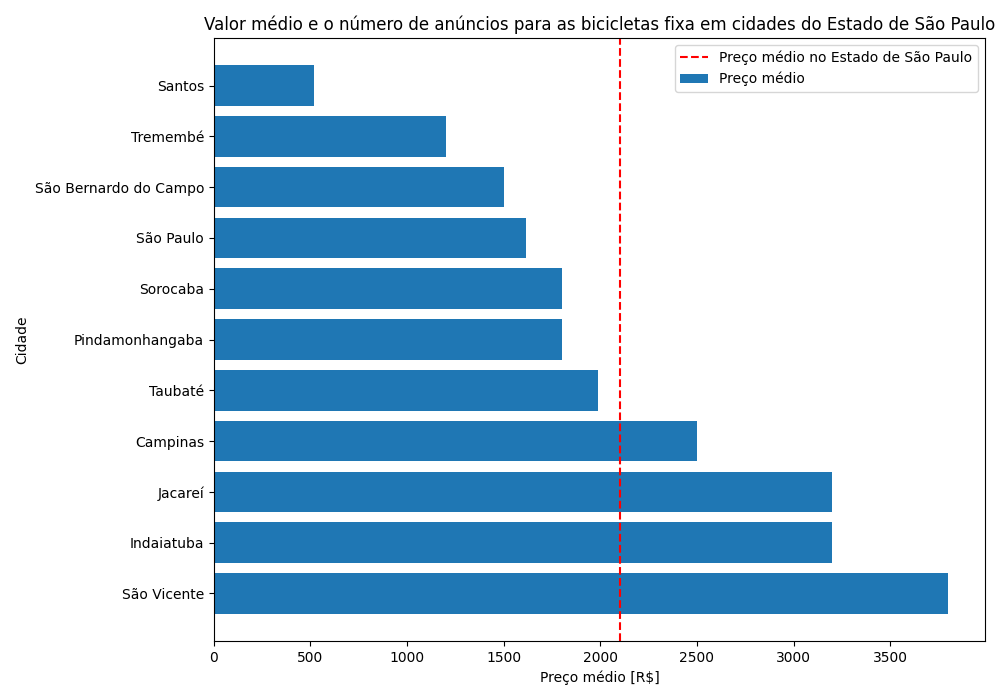 Valor médio e o número de anúncios para as bicicletas fixa em cidades do Estado de São Paulo
Preço médio no Estado de São Paulo
Preço médio
Cidade
Santos
Tremembé
São Bernardo do Campo
São Paulo
Sorocaba
Pindamonhangaba
Taubaté
Campinas
Jacareí
Indaiatuba
São Vicente
0 500 1000 1500 2000 2500 3000 3500
Preço médio [R$]